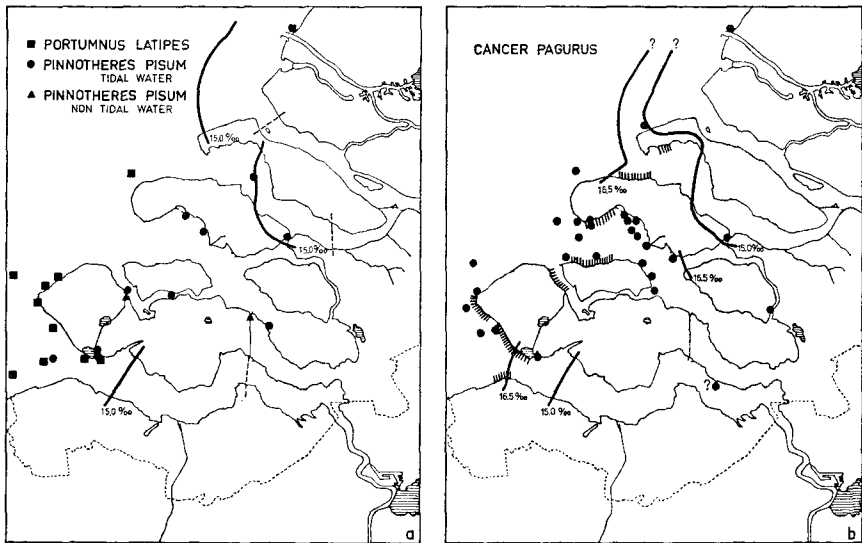 ■ PORTUMNUS LATIPES
● PINNOTHERES PISUM
TIDAL WATER
▲ PINNOTHERES PISUM
NON TIDAL WATER
15.0‰
15.0‰
15.0‰
a
CANCER PAGURUS
? ?
16.5‰
15.0‰
16.5‰
16.5‰
15.0‰
?
b